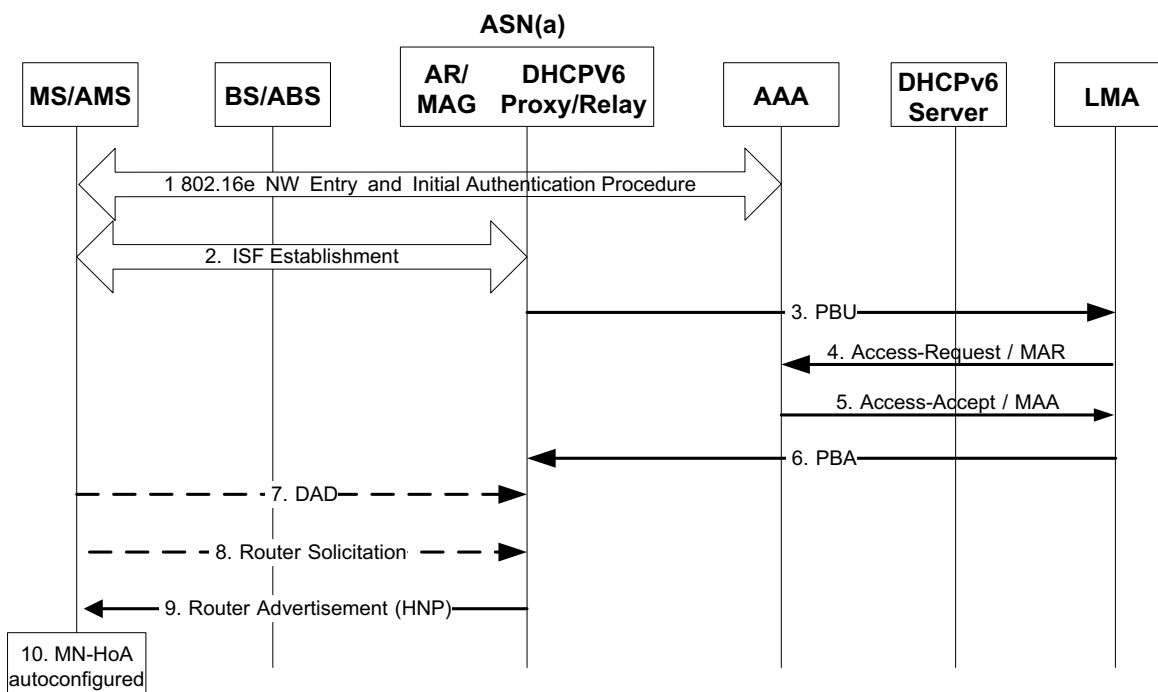 ASN(a)
MS/AMS
BS/ABS
AR/ DHCPV6
MAG Proxy/Relay
AAA
DHCPv6
Server
LMA
1 802.16e NW Entry and Initial Authentication Procedure
2. ISF Establishment
3. PBU
4. Access-Request / MAR
5. Access-Accept / MAA
6. PBA
7. DAD
8. Router Solicitation
9. Router Advertisement (HNP)
10. MN-HoA
autoconfigured